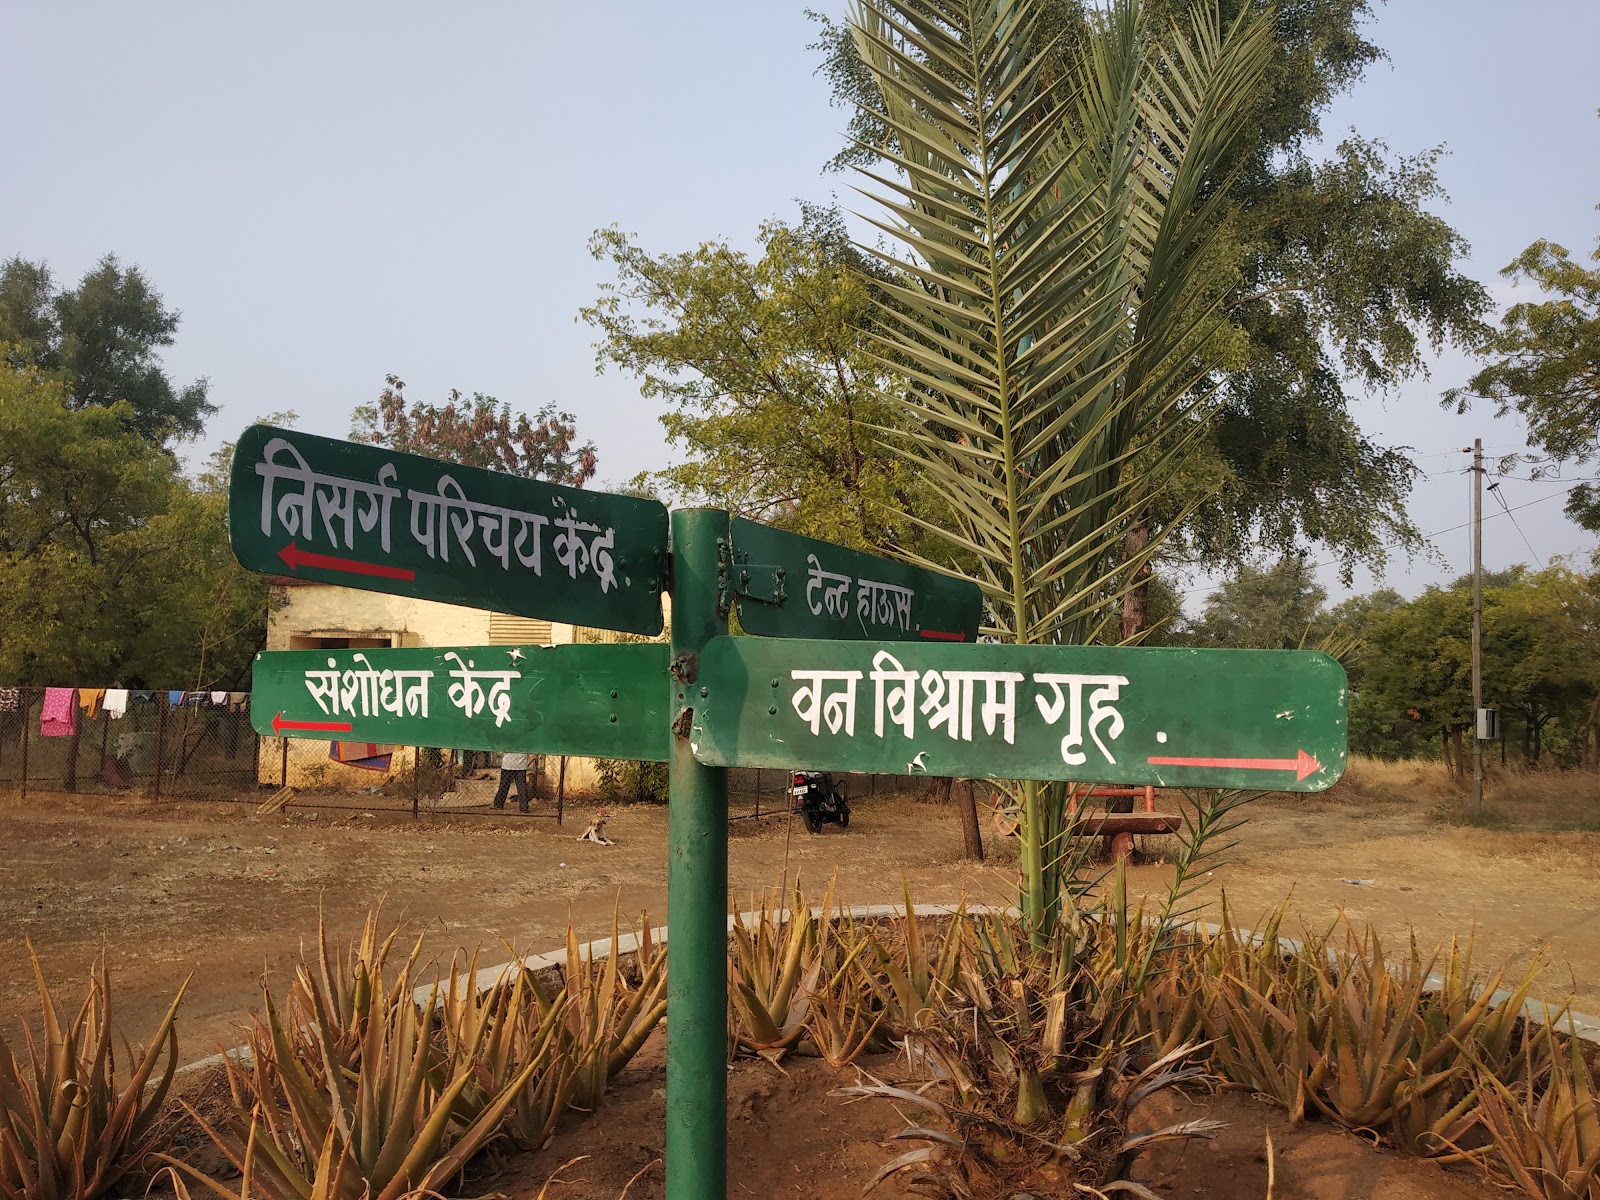 निसर्ग परिचय केंद्र.
टेन्ट हाऊस.
संशोधन केंद्र
वन विश्राम गृह.